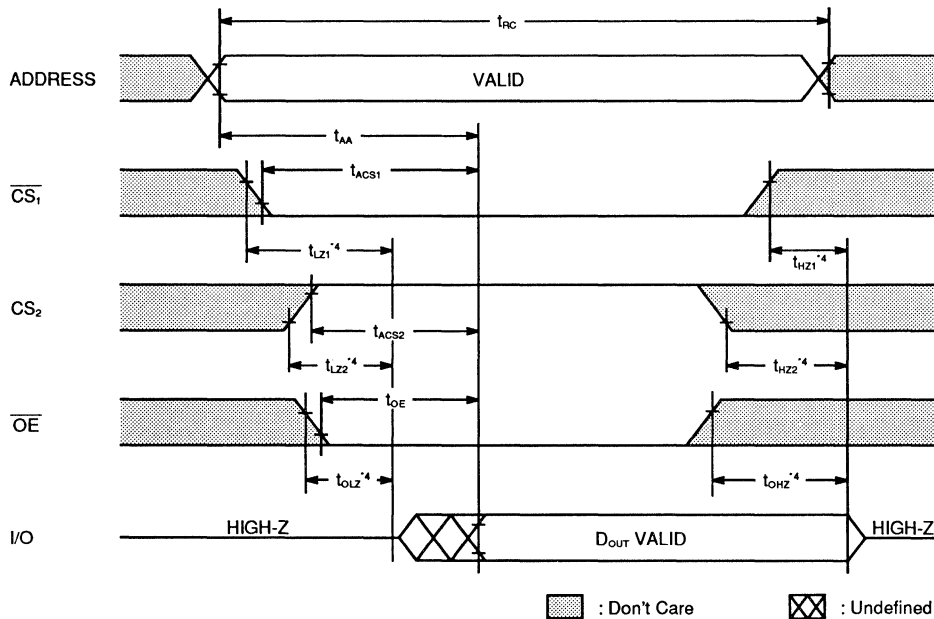 tRC
ADDRESS
VALID
tAA
tACS1
CS1
tLZ1*4
tHZ1*4
CS2
tACS2
tLZ2*4
tHZ2*4
tOE
OE
tOLZ*4
tOHZ*4
I/O
HIGH-Z
DOUT VALID
HIGH-Z
: Don't Care
: Undefined